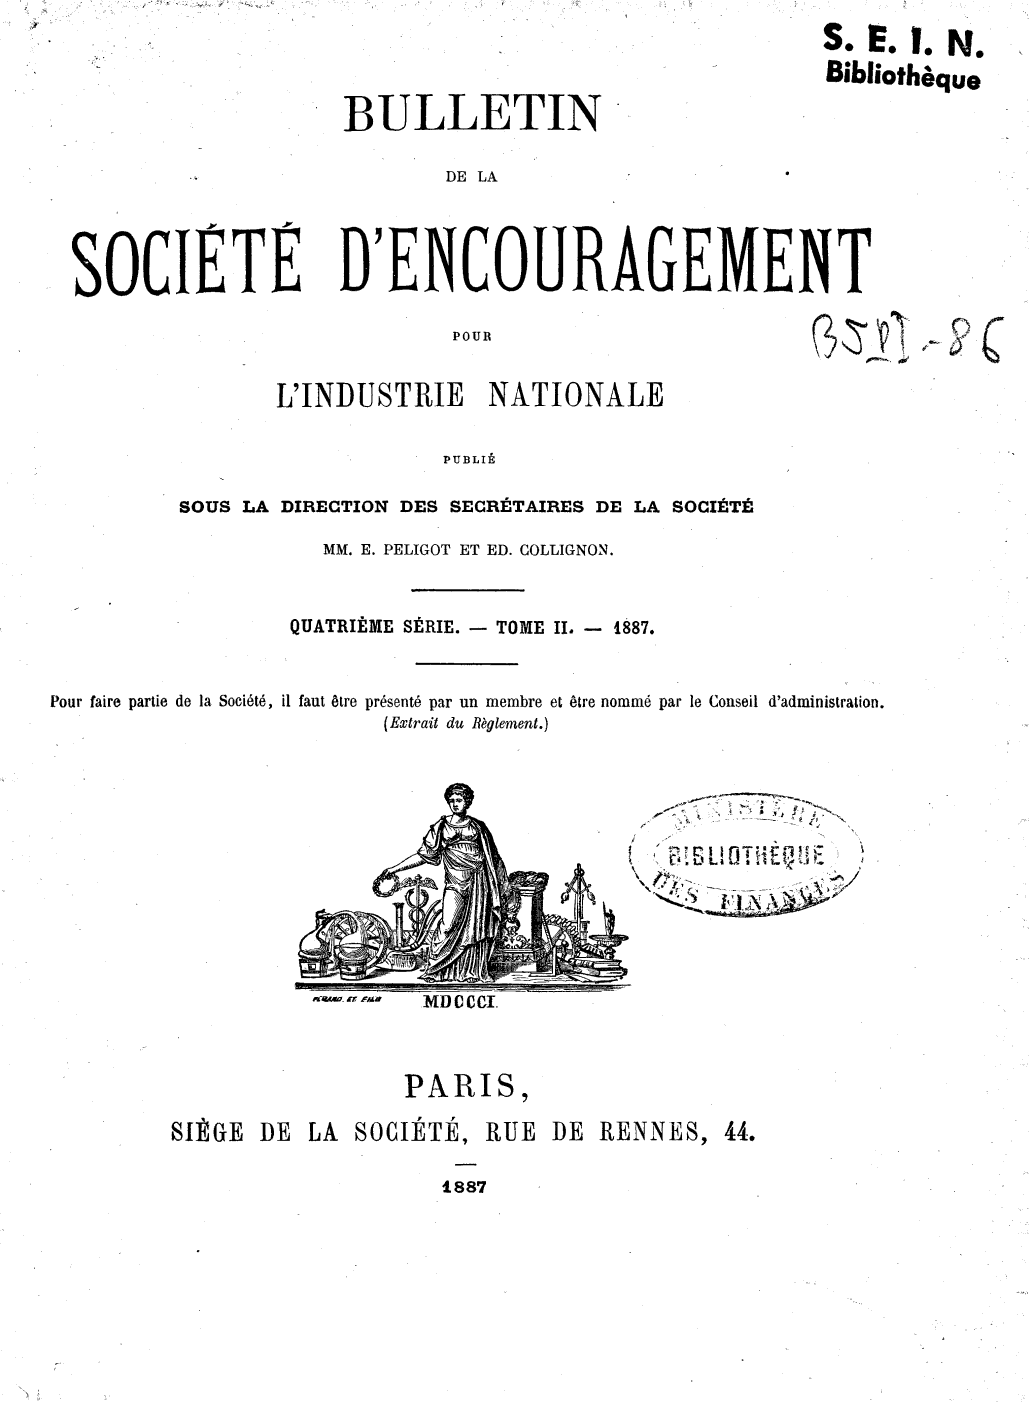 S. E. I. N.
Bibliothèque
BULLETIN
DE LA
SOCIÉTÉ D'ENCOURAGEMENT
POUR
L'INDUSTRIE NATIONALE
PUBLIÉ
SOUS LA DIRECTION DES SECRÉTAIRES DE LA SOCIÉTÉ
MM. E. PELIGOT ET ED. COLLIGNON.
QUATRIÈME SÉRIE. — TOME II. — 1887.
Pour faire partie de la Société, il faut être présenté par un membre et être nommé par le Conseil d'administration.
(Extrait du Règlement.)
MINISTÈRE
BIBLIOTHÈQUE
DES FINANCES
MDCCCI.
PARIS,
SIÈGE DE LA SOCIÉTÉ, RUE DE RENNES, 44.
1887